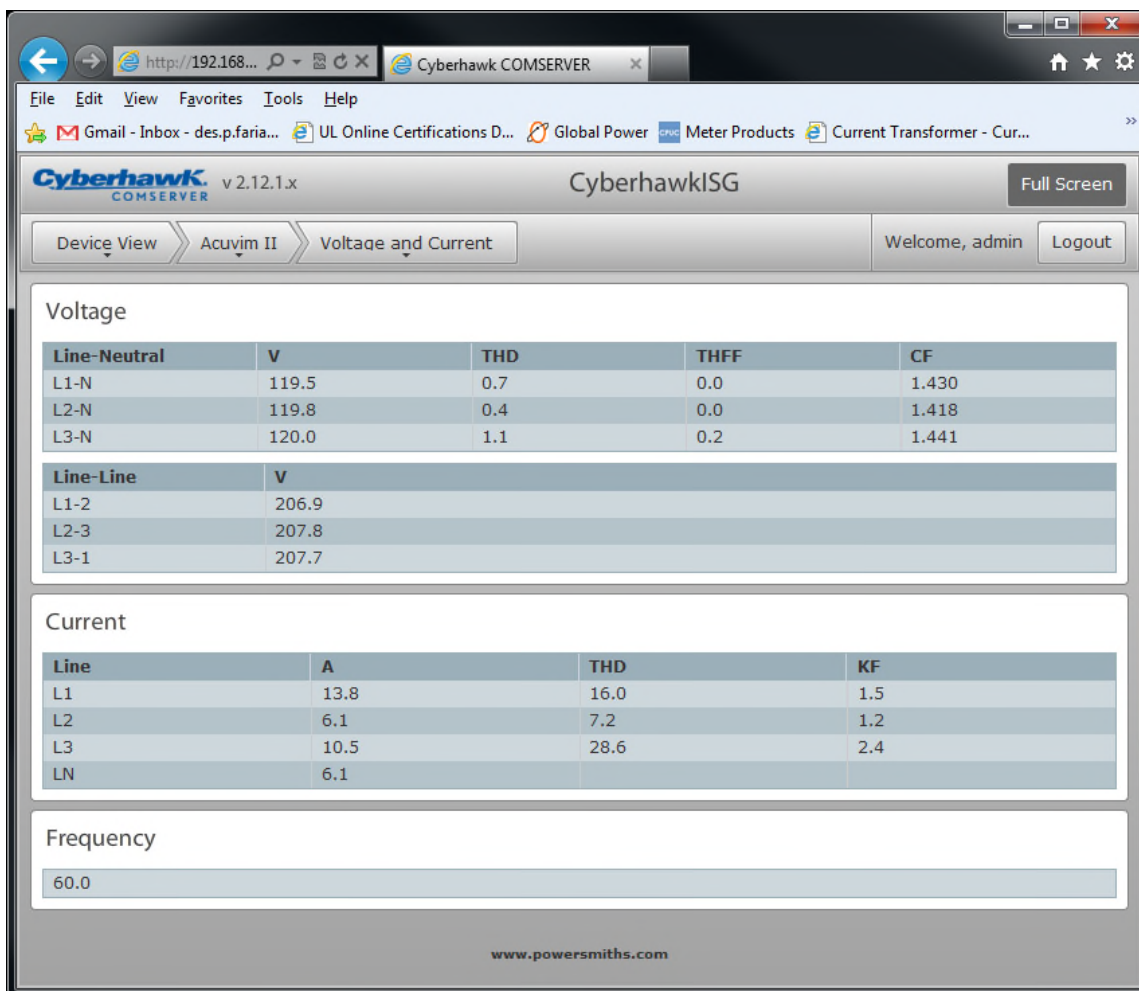 http://192.168... Cyberhawk COMSERVER
File Edit View Favorites Tools Help
Gmail - Inbox - des.p.faria... UL Online Certifications D... Global Power CPUC Meter Products Current Transformer - Cur...
Cyberhawk. COMSERVER v 2.12.1.x CyberhawkISG Full Screen
Device View Acuvim II Voltage and Current Welcome, admin Logout
Voltage
Line-Neutral V THD THFF CF
L1-N 119.5 0.7 0.0 1.430
L2-N 119.8 0.4 0.0 1.418
L3-N 120.0 1.1 0.2 1.441
Line-Line V
L1-2 206.9
L2-3 207.8
L3-1 207.7
Current
Line A THD KF
L1 13.8 16.0 1.5
L2 6.1 7.2 1.2
L3 10.5 28.6 2.4
LN 6.1
Frequency
60.0
www.powersmiths.com